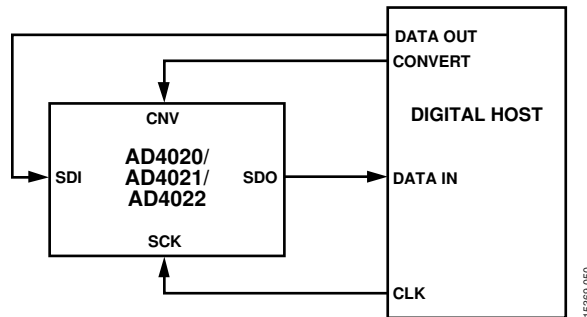 DATA OUT
CONVERT
DIGITAL HOST
CNV
AD4020/
AD4021/
AD4022
SDI
SDO
DATA IN
SCK
CLK